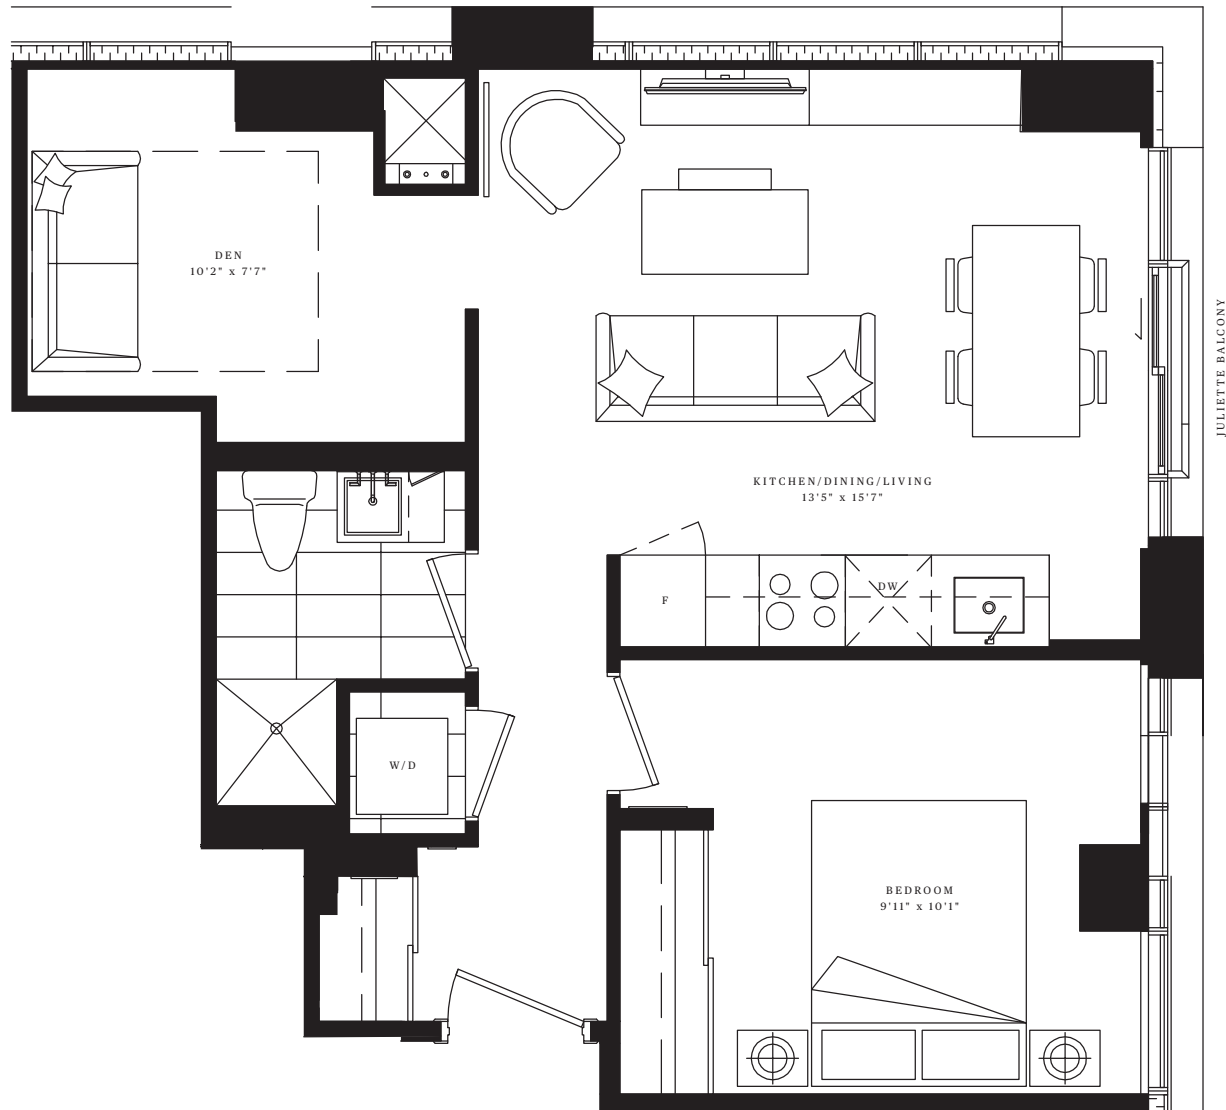 DEN
10'2" x 7'7"
JULIETTE BALCONY
KITCHEN/DINING/LIVING
13'5" x 15'7"
F
DW
W/D
BEDROOM
9'11" x 10'1"